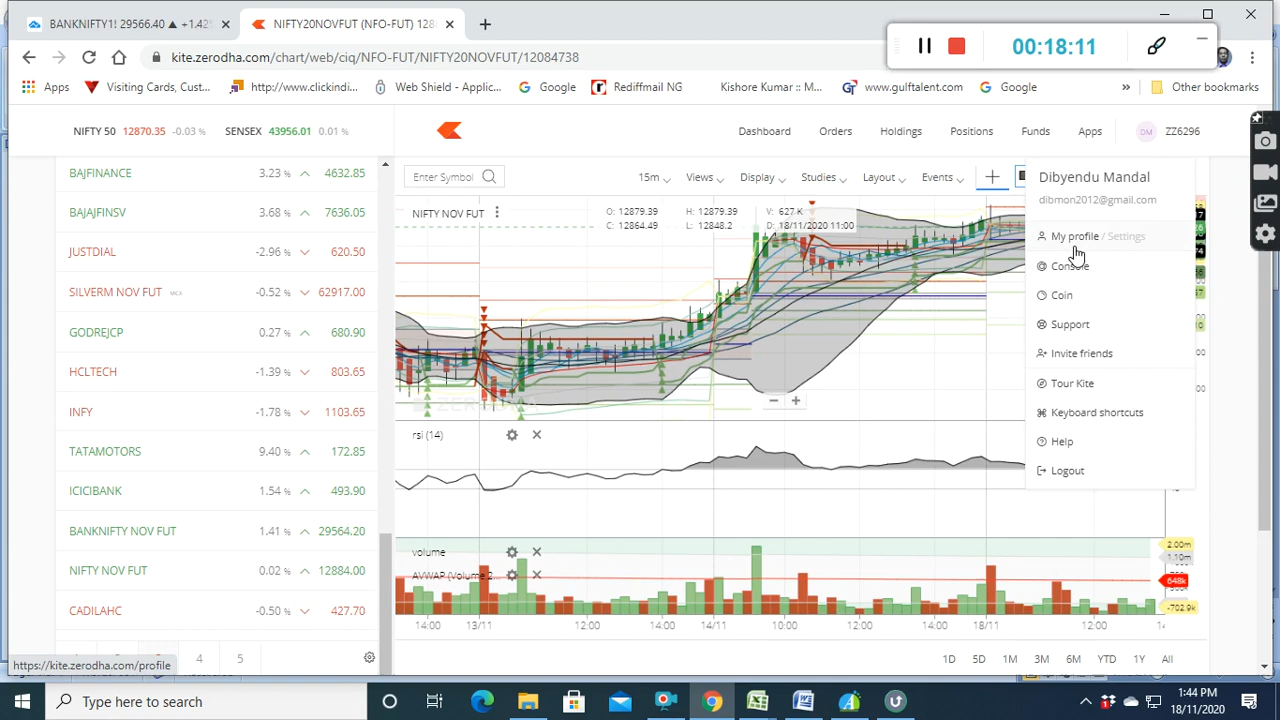 BANKNIFTY1! 29566.40 ▲ +1.42
NIFTY20NOVFUT (NFO-FUT) 128
kite.zerodha.com/chart/web/ciq/NFO-FUT/NIFTY20NOVFUT/12084738
00:18:11
Apps
Visiting Cards, Cust...
http://www.clickindi...
Web Shield - Applic...
Google
Rediffmail NG
Kishore Kumar :: M...
www.gulftalent.com
Google
Other bookmarks
NIFTY 50 12870.35 -0.03 %
SENSEX 43956.01 0.01 %
Dashboard
Orders
Holdings
Positions
Funds
Apps
DM ZZ6296
BAJFINANCE 3.23 % 4632.85
BAJAJFINSV 3.68 % 7636.05
JUSTDIAL -2.96 % 620.50
SILVERM NOV FUT MCX -0.52 % 62917.00
GODREJCP 0.27 % 680.90
HCLTECH -1.39 % 803.65
INFY -1.78 % 1103.65
TATAMOTORS 9.40 % 172.85
ICICIBANK 1.54 % 493.90
BANKNIFTY NOV FUT 1.41 % 29564.20
NIFTY NOV FUT 0.02 % 12884.00
CADILAHC -0.50 % 427.70
4 5
https://kite.zerodha.com/profile
Enter Symbol
15m
Views
Display
Studies
Layout
Events
NIFTY NOV FUT
O: 12879.39 H: 12879.39 V: 627 K
C: 12864.49 L: 12848.2 D: 18/11/2020 11:00
ZERODHA
Dibyendu Mandal
dibmon2012@gmail.com
My profile / Settings
Console
Coin
Support
Invite friends
Tour Kite
Keyboard shortcuts
Help
Logout
rsi (14)
volume
AVWAP (Volume 2...
2.00m
1.10m
648k
-702.9k
14:00 13/11 12:00 14:00 14/11 10:00 12:00 14:00 18/11 12:00
1D 5D 1M 3M 6M YTD 1Y All
Type here to search
1:44 PM
18/11/2020